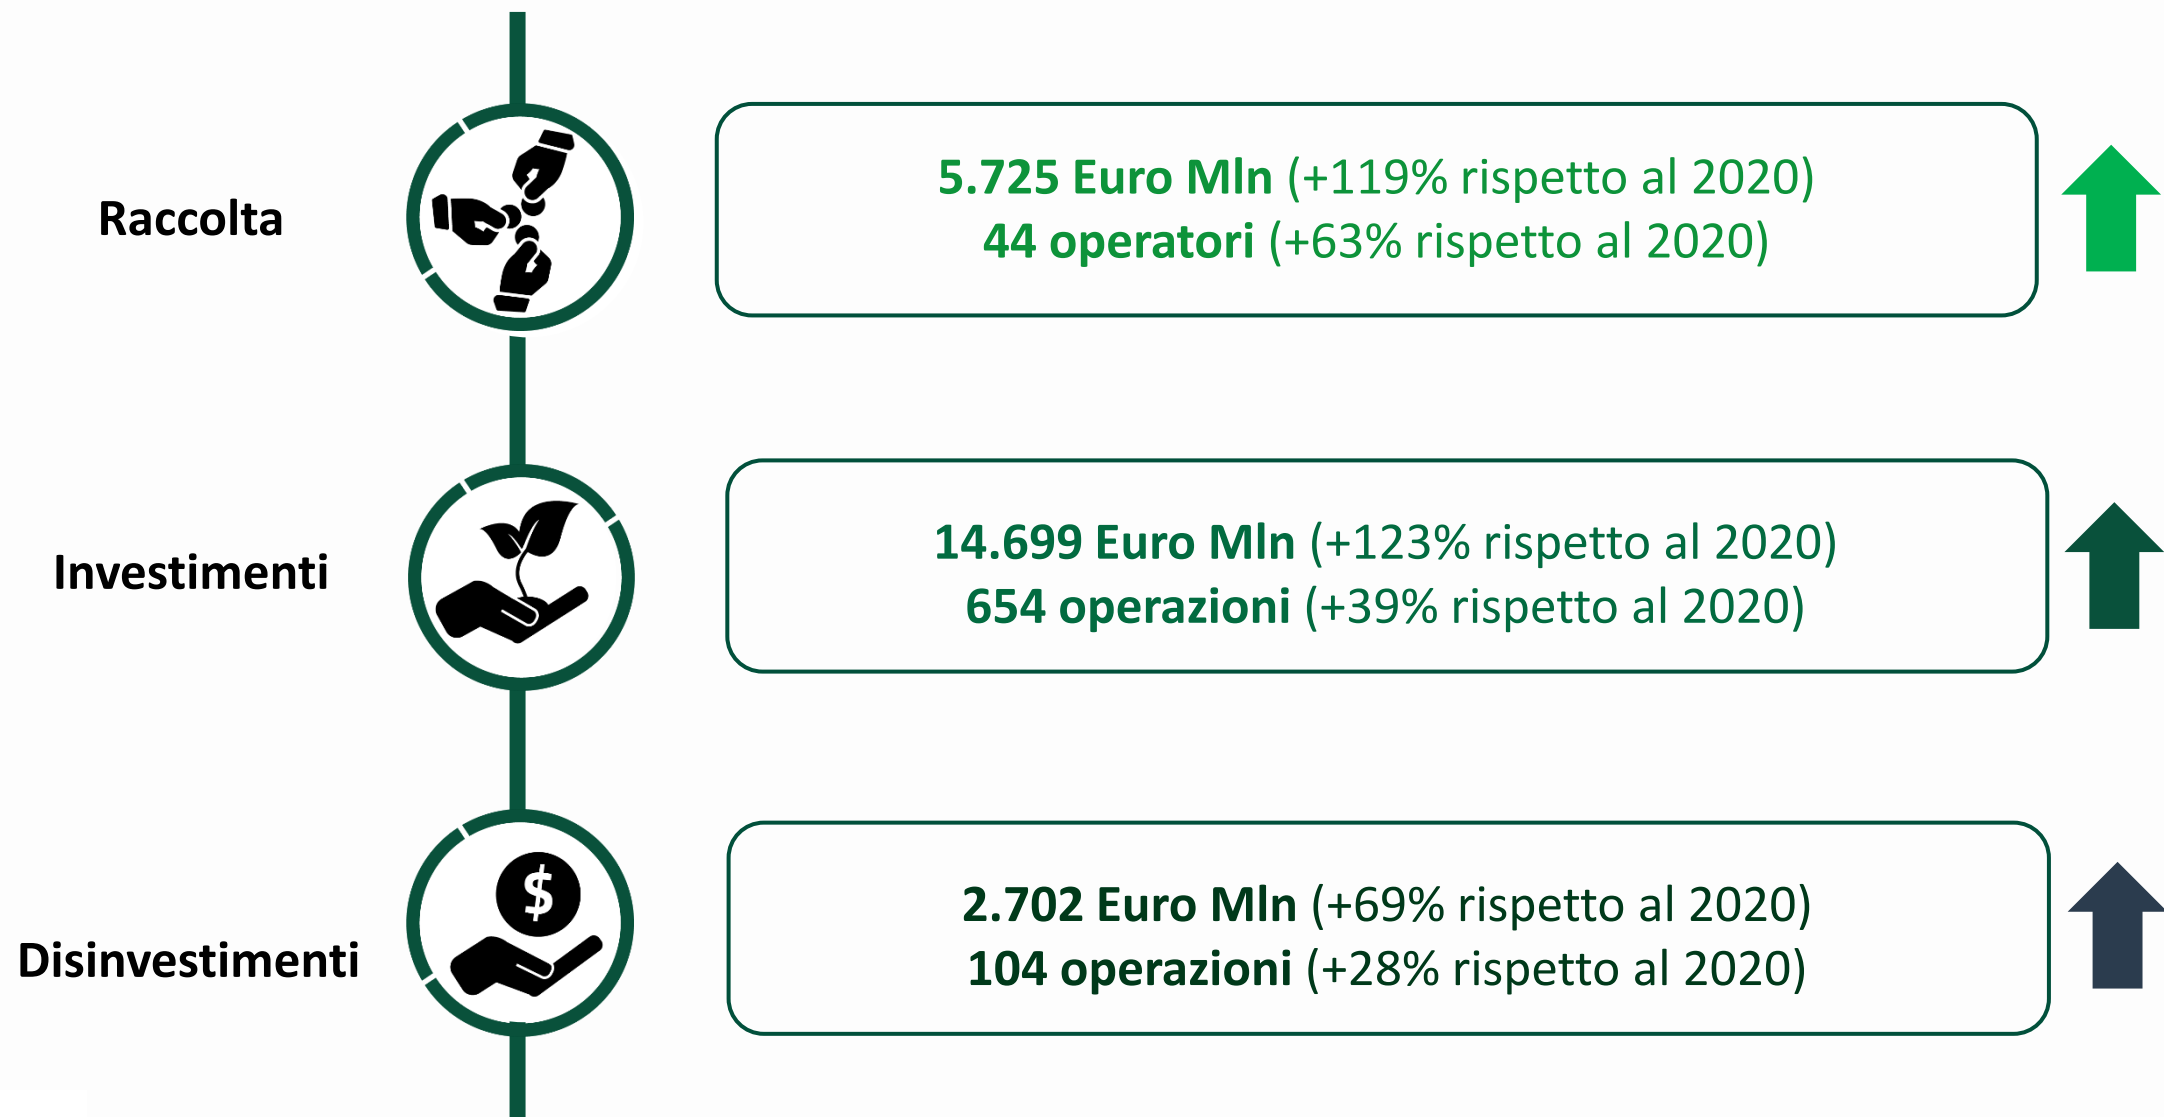 Raccolta
5.725 Euro Mln (+119% rispetto al 2020)
44 operatori (+63% rispetto al 2020)
Investimenti
14.699 Euro Mln (+123% rispetto al 2020)
654 operazioni (+39% rispetto al 2020)
$
Disinvestimenti
2.702 Euro Mln (+69% rispetto al 2020)
104 operazioni (+28% rispetto al 2020)